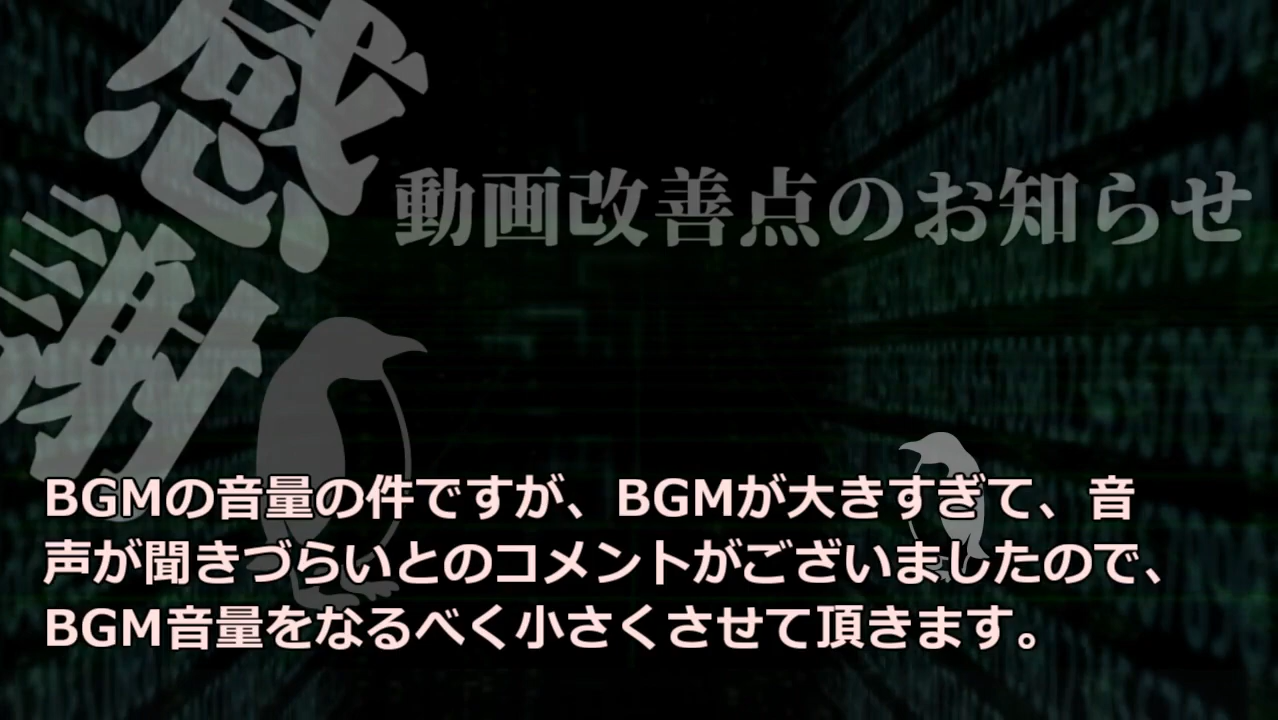 感謝
動画改善点のお知らせ
BGMの音量の件ですが、BGMが大きすぎて、音
声が聞きづらいとのコメントがございましたので、
BGM音量をなるべく小さくさせて頂きます。